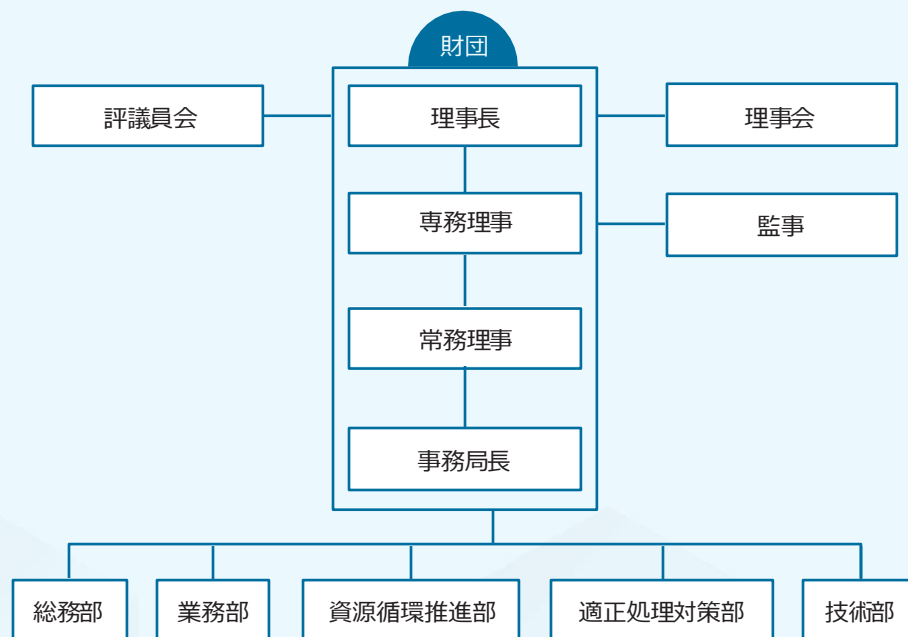 財団
評議員会
理事長
理事会
専務理事
監事
常務理事
事務局長
総務部
業務部
資源循環推進部
適正処理対策部
技術部